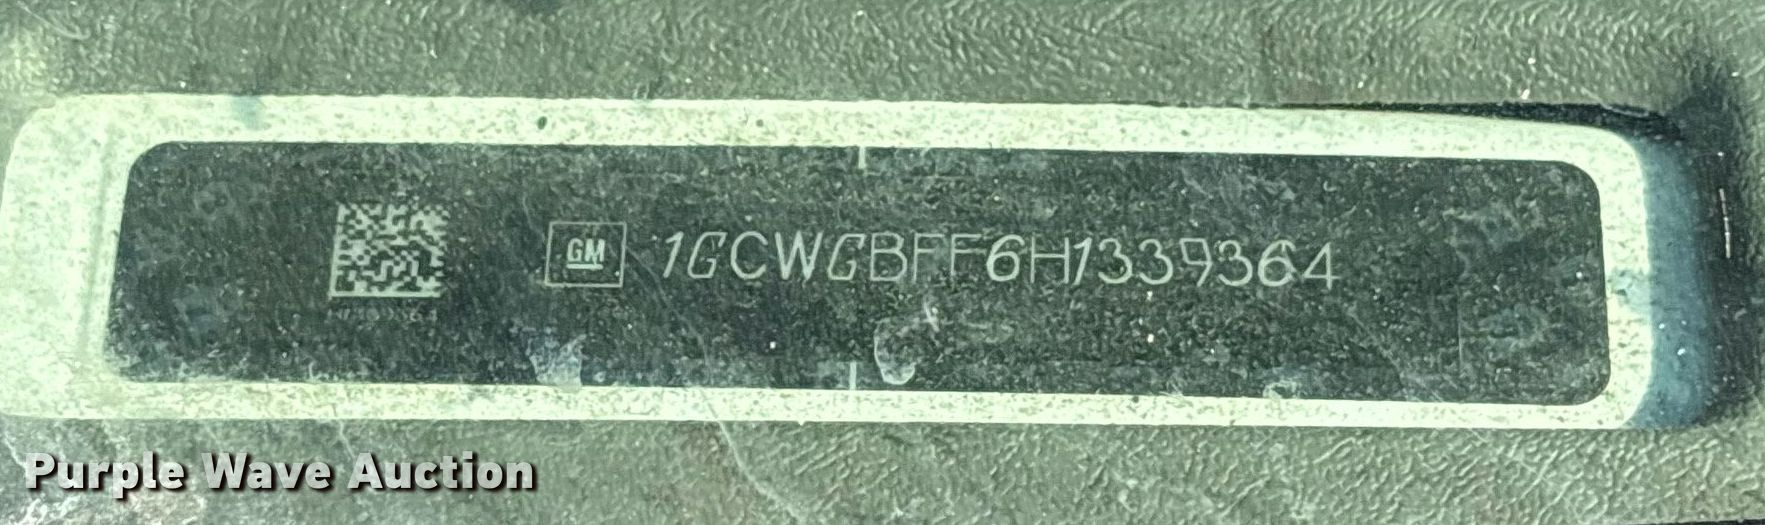 GM 1GCWGBFF6H1339364
Purple Wave Auction